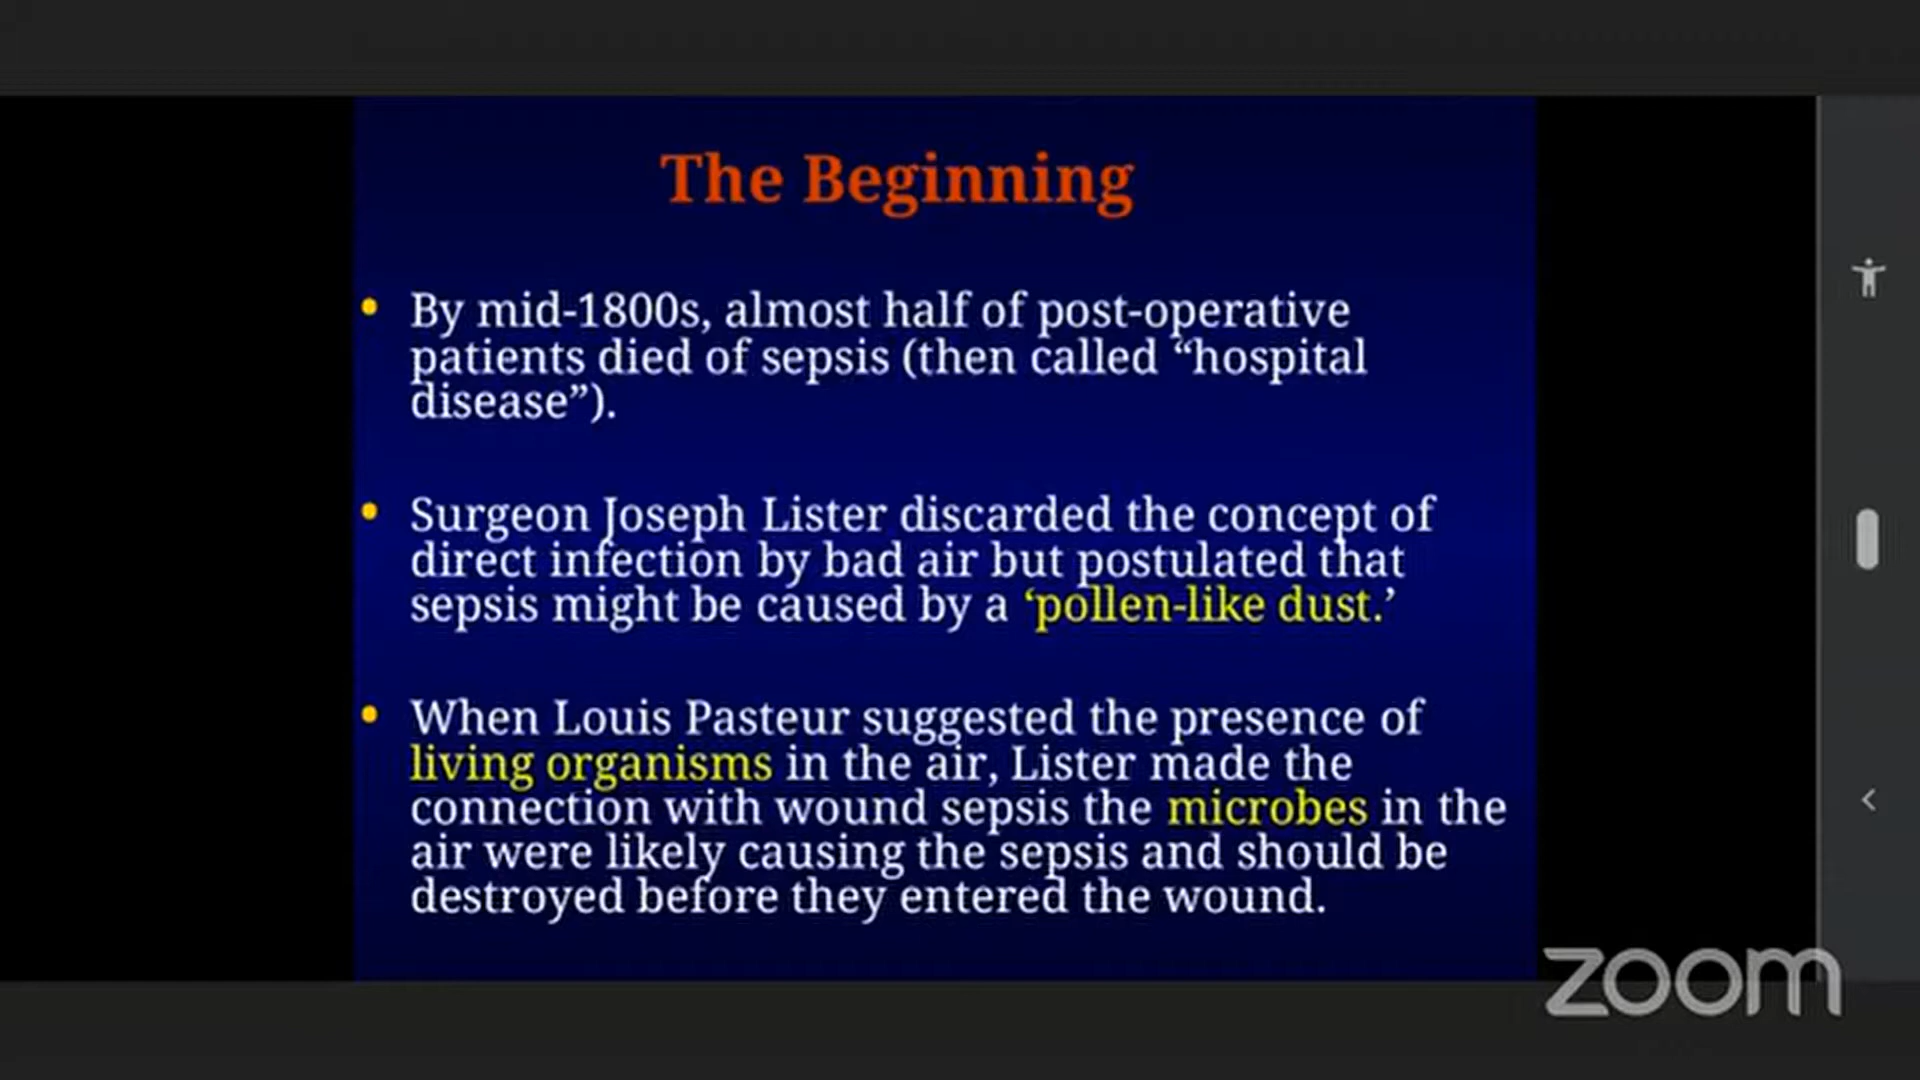 The Beginning
• By mid-1800s, almost half of post-operative
patients died of sepsis (then called “hospital
disease”).
• Surgeon Joseph Lister discarded the concept of
direct infection by bad air but postulated that
sepsis might be caused by a ‘pollen-like dust.’
• When Louis Pasteur suggested the presence of
living organisms in the air, Lister made the
connection with wound sepsis the microbes in the
air were likely causing the sepsis and should be
destroyed before they entered the wound.
zoom